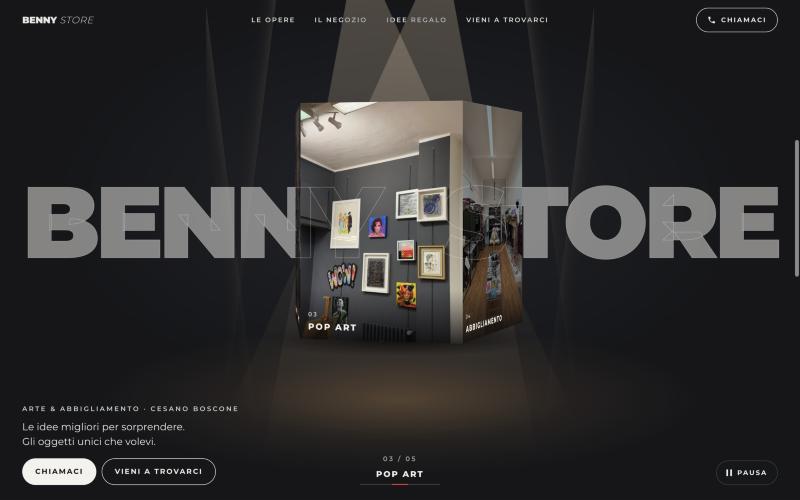 BENNY STORE
LE OPERE
IL NEGOZIO
IDEE REGALO
VIENI A TROVARCI
CHIAMACI
BENNY STORE
03
POP ART
04
ABBIGLIAMENTO
ARTE & ABBIGLIAMENTO · CESANO BOSCONE
Le idee migliori per sorprendere.
Gli oggetti unici che volevi.
CHIAMACI
VIENI A TROVARCI
03 / 05
POP ART
PAUSA